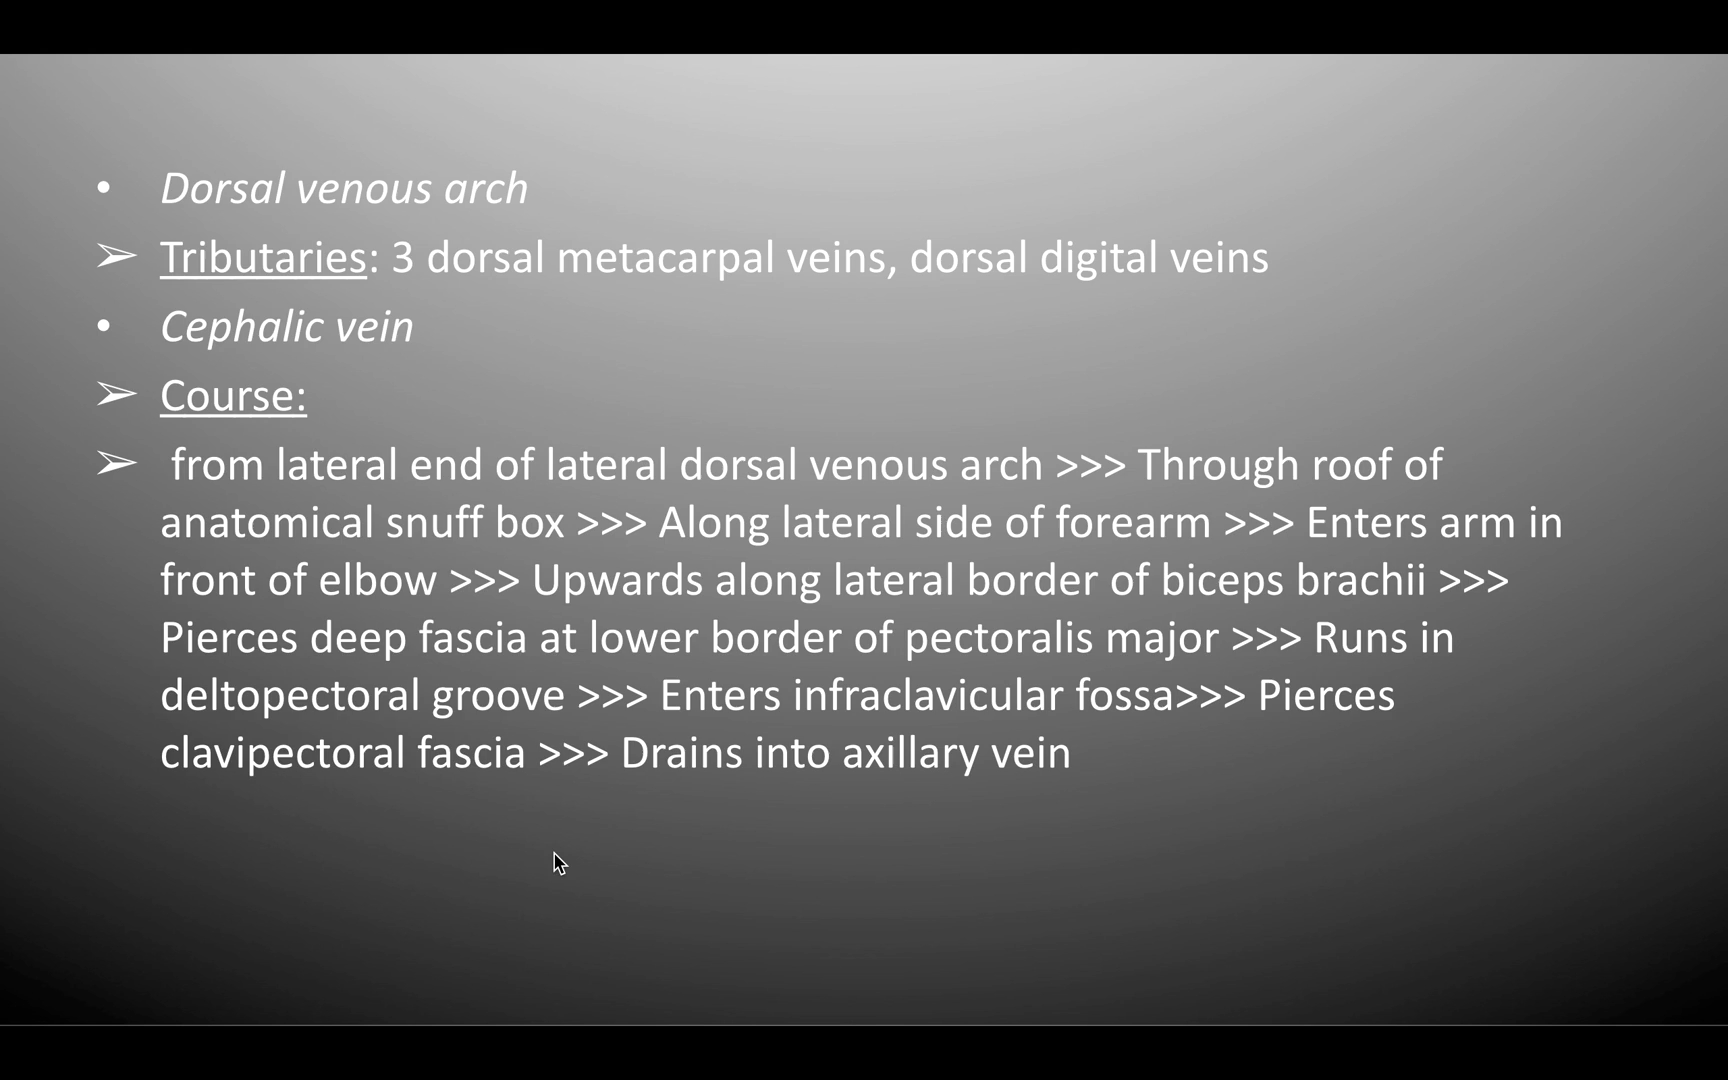 • Dorsal venous arch
➢ Tributaries: 3 dorsal metacarpal veins, dorsal digital veins
• Cephalic vein
➢ Course:
➢ from lateral end of lateral dorsal venous arch >>> Through roof of
anatomical snuff box >>> Along lateral side of forearm >>> Enters arm in
front of elbow >>> Upwards along lateral border of biceps brachii >>>
Pierces deep fascia at lower border of pectoralis major >>> Runs in
deltopectoral groove >>> Enters infraclavicular fossa>>> Pierces
clavipectoral fascia >>> Drains into axillary vein